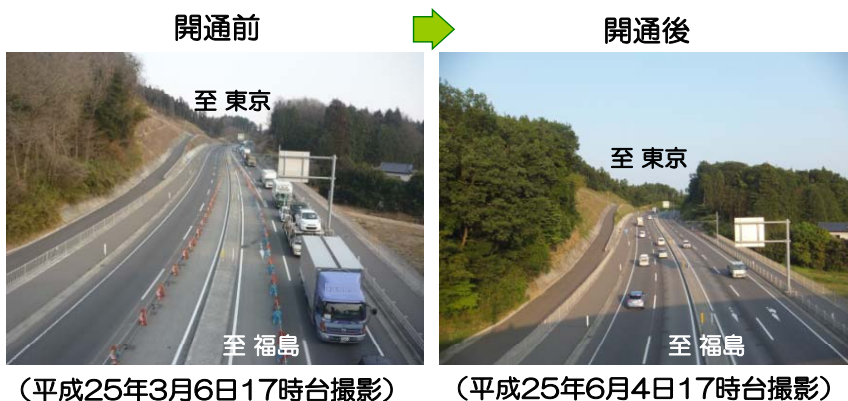 開通前
開通後
至 東京
至 福島
至 東京
至 福島
（平成25年3月6日17時台撮影）
（平成25年6月4日17時台撮影）